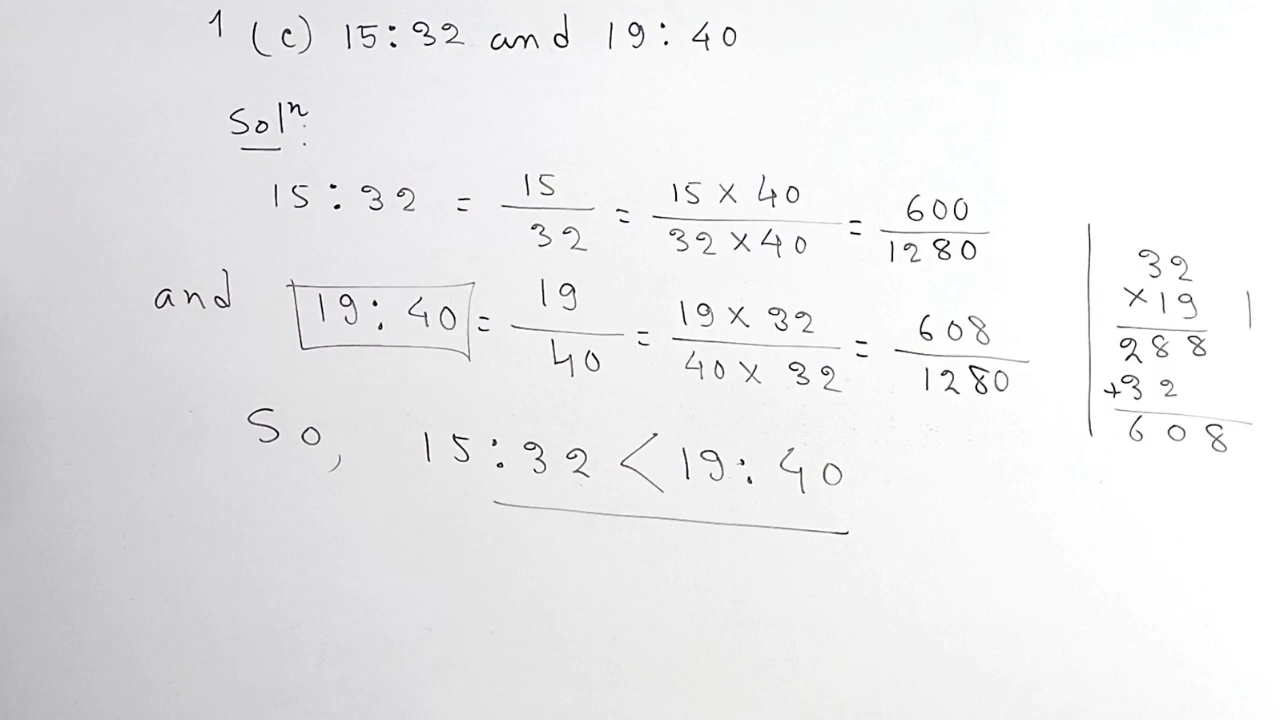 1 (c) 15:32 and 19:40
Solⁿ:
15:32 = 15/32 = 15 × 40/32 × 40 = 600/1280
and 19:40 = 19/40 = 19 × 32/40 × 32 = 608/1280
So, 15:32 < 19:40
32
×19
288
+32
608